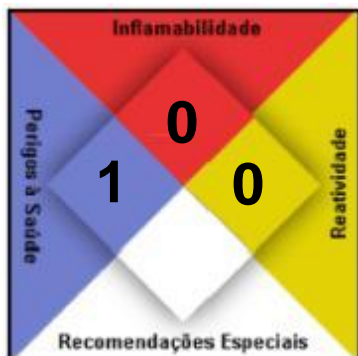 Inflamabilidade
0
Perigos à Saúde
1
0
Reatividade
Recomendações Especiais